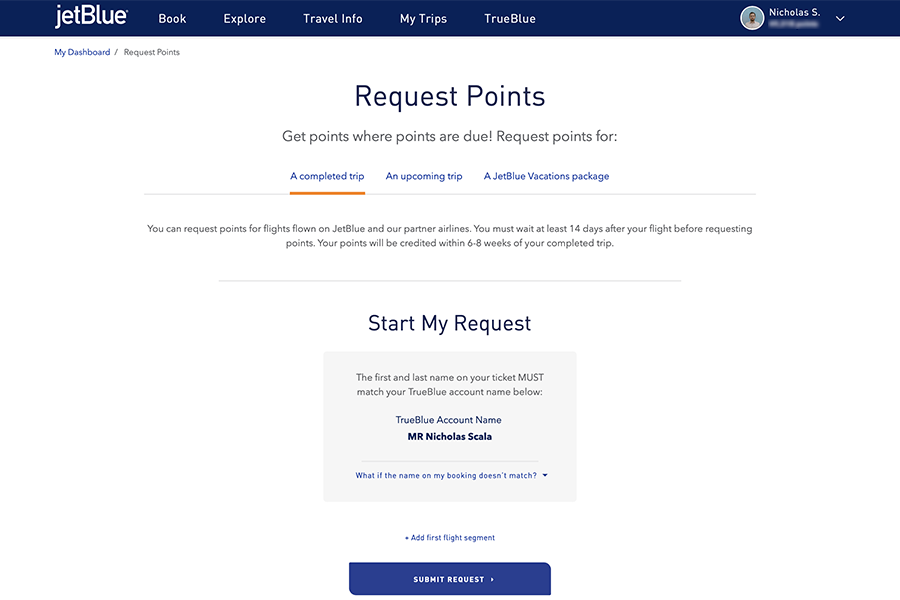 jetBlue
Book
Explore
Travel Info
My Trips
TrueBlue
Nicholas S.
My Dashboard / Request Points
Request Points
Get points where points are due! Request points for:
A completed trip
An upcoming trip
A JetBlue Vacations package
You can request points for flights flown on JetBlue and our partner airlines. You must wait at least 14 days after your flight before requesting
points. Your points will be credited within 6-8 weeks of your completed trip.
Start My Request
The first and last name on your ticket MUST
match your TrueBlue account name below:
TrueBlue Account Name
MR Nicholas Scala
What if the name on my booking doesn't match?
+ Add first flight segment
SUBMIT REQUEST